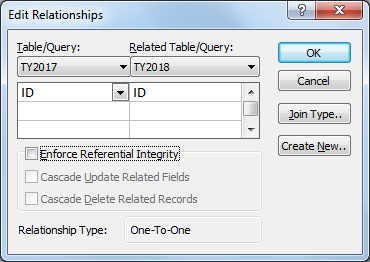 Edit Relationships
Table/Query: Related Table/Query:
TY2017 TY2018
OK
ID ID
Cancel
Join Type..
Create New..
Enforce Referential Integrity
Cascade Update Related Fields
Cascade Delete Related Records
Relationship Type: One-To-One